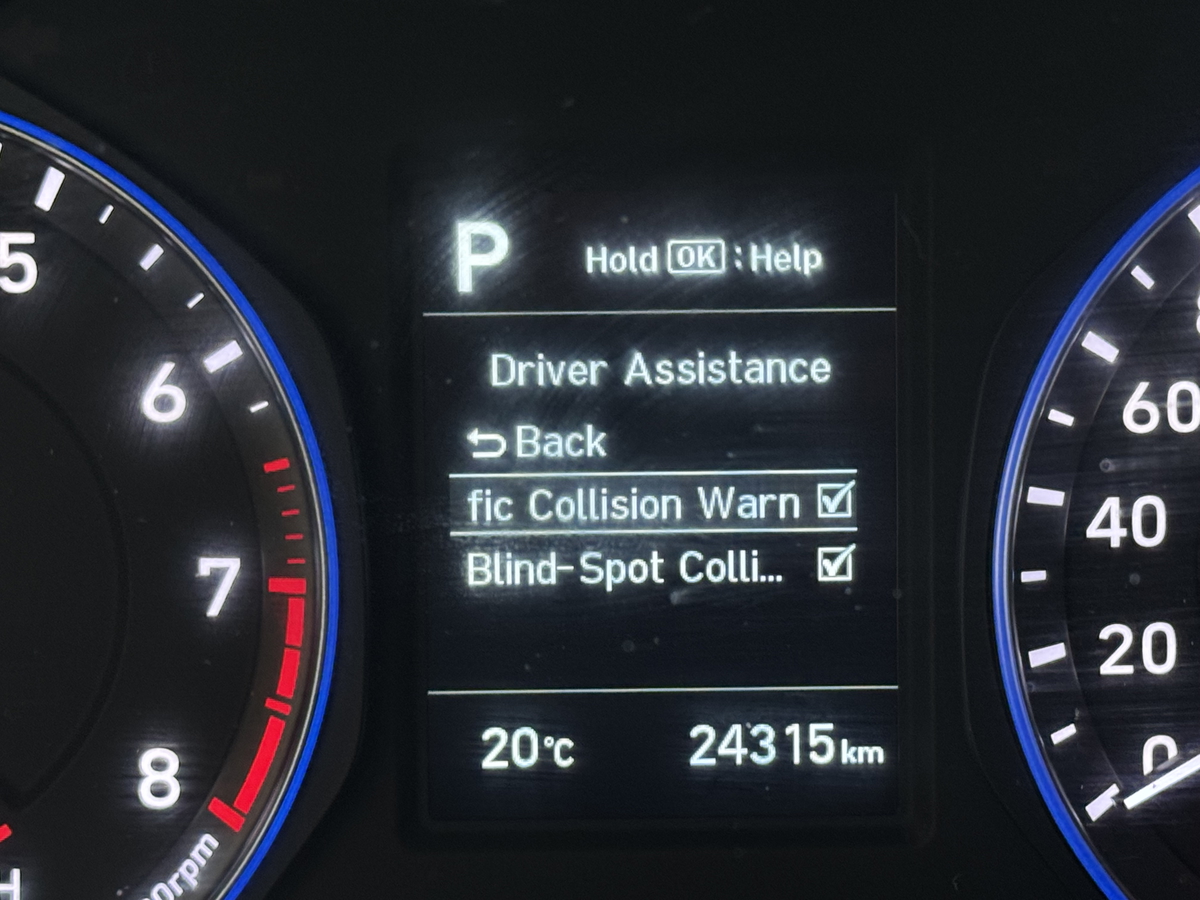 P
Hold OK : Help
Driver Assistance
Back
fic Collision Warn
Blind-Spot Colli...
20°C 24315 km
5
6
7
8
60
40
20
0